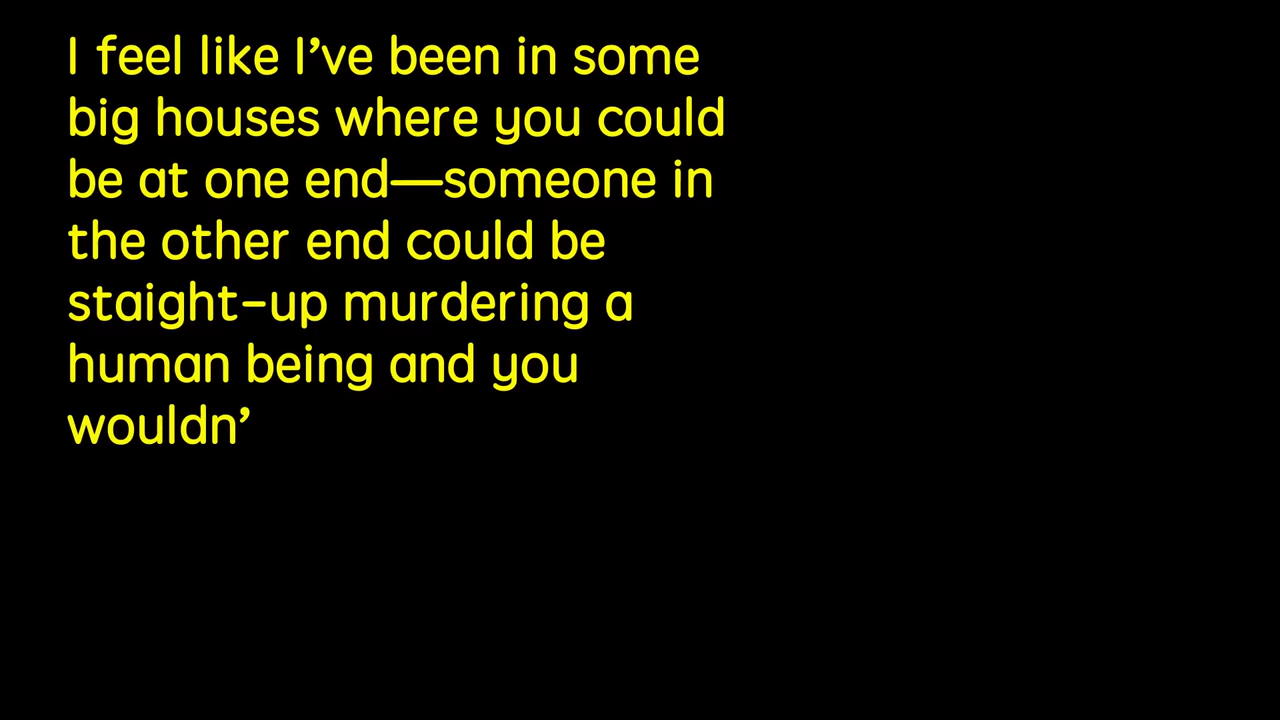 I feel like I’ve been in some
big houses where you could
be at one end—someone in
the other end could be
staight-up murdering a
human being and you
wouldn’